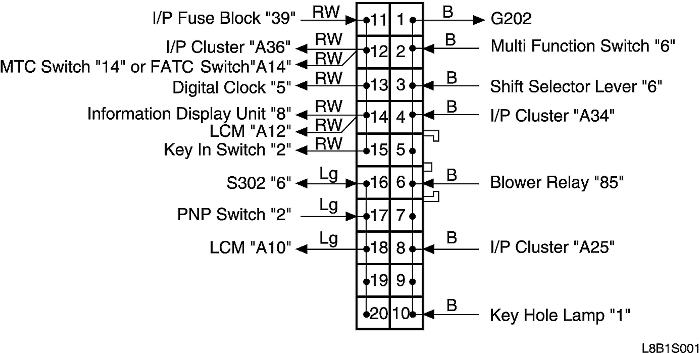 I/P Fuse Block "39" RW 11 1 B G202
I/P Cluster "A36" RW 12 2 B Multi Function Switch "6"
MTC Switch "14" or FATC Switch"A14" RW
Digital Clock "5" RW 13 3 B Shift Selector Lever "6"
Information Display Unit "8" RW 14 4 B I/P Cluster "A34"
LCM "A12" RW
Key In Switch "2" RW 15 5
S302 "6" Lg 16 6 B Blower Relay "85"
PNP Switch "2" Lg 17 7
LCM "A10" Lg 18 8 B I/P Cluster "A25"
19 9
20 10 B Key Hole Lamp "1"
L8B1S001